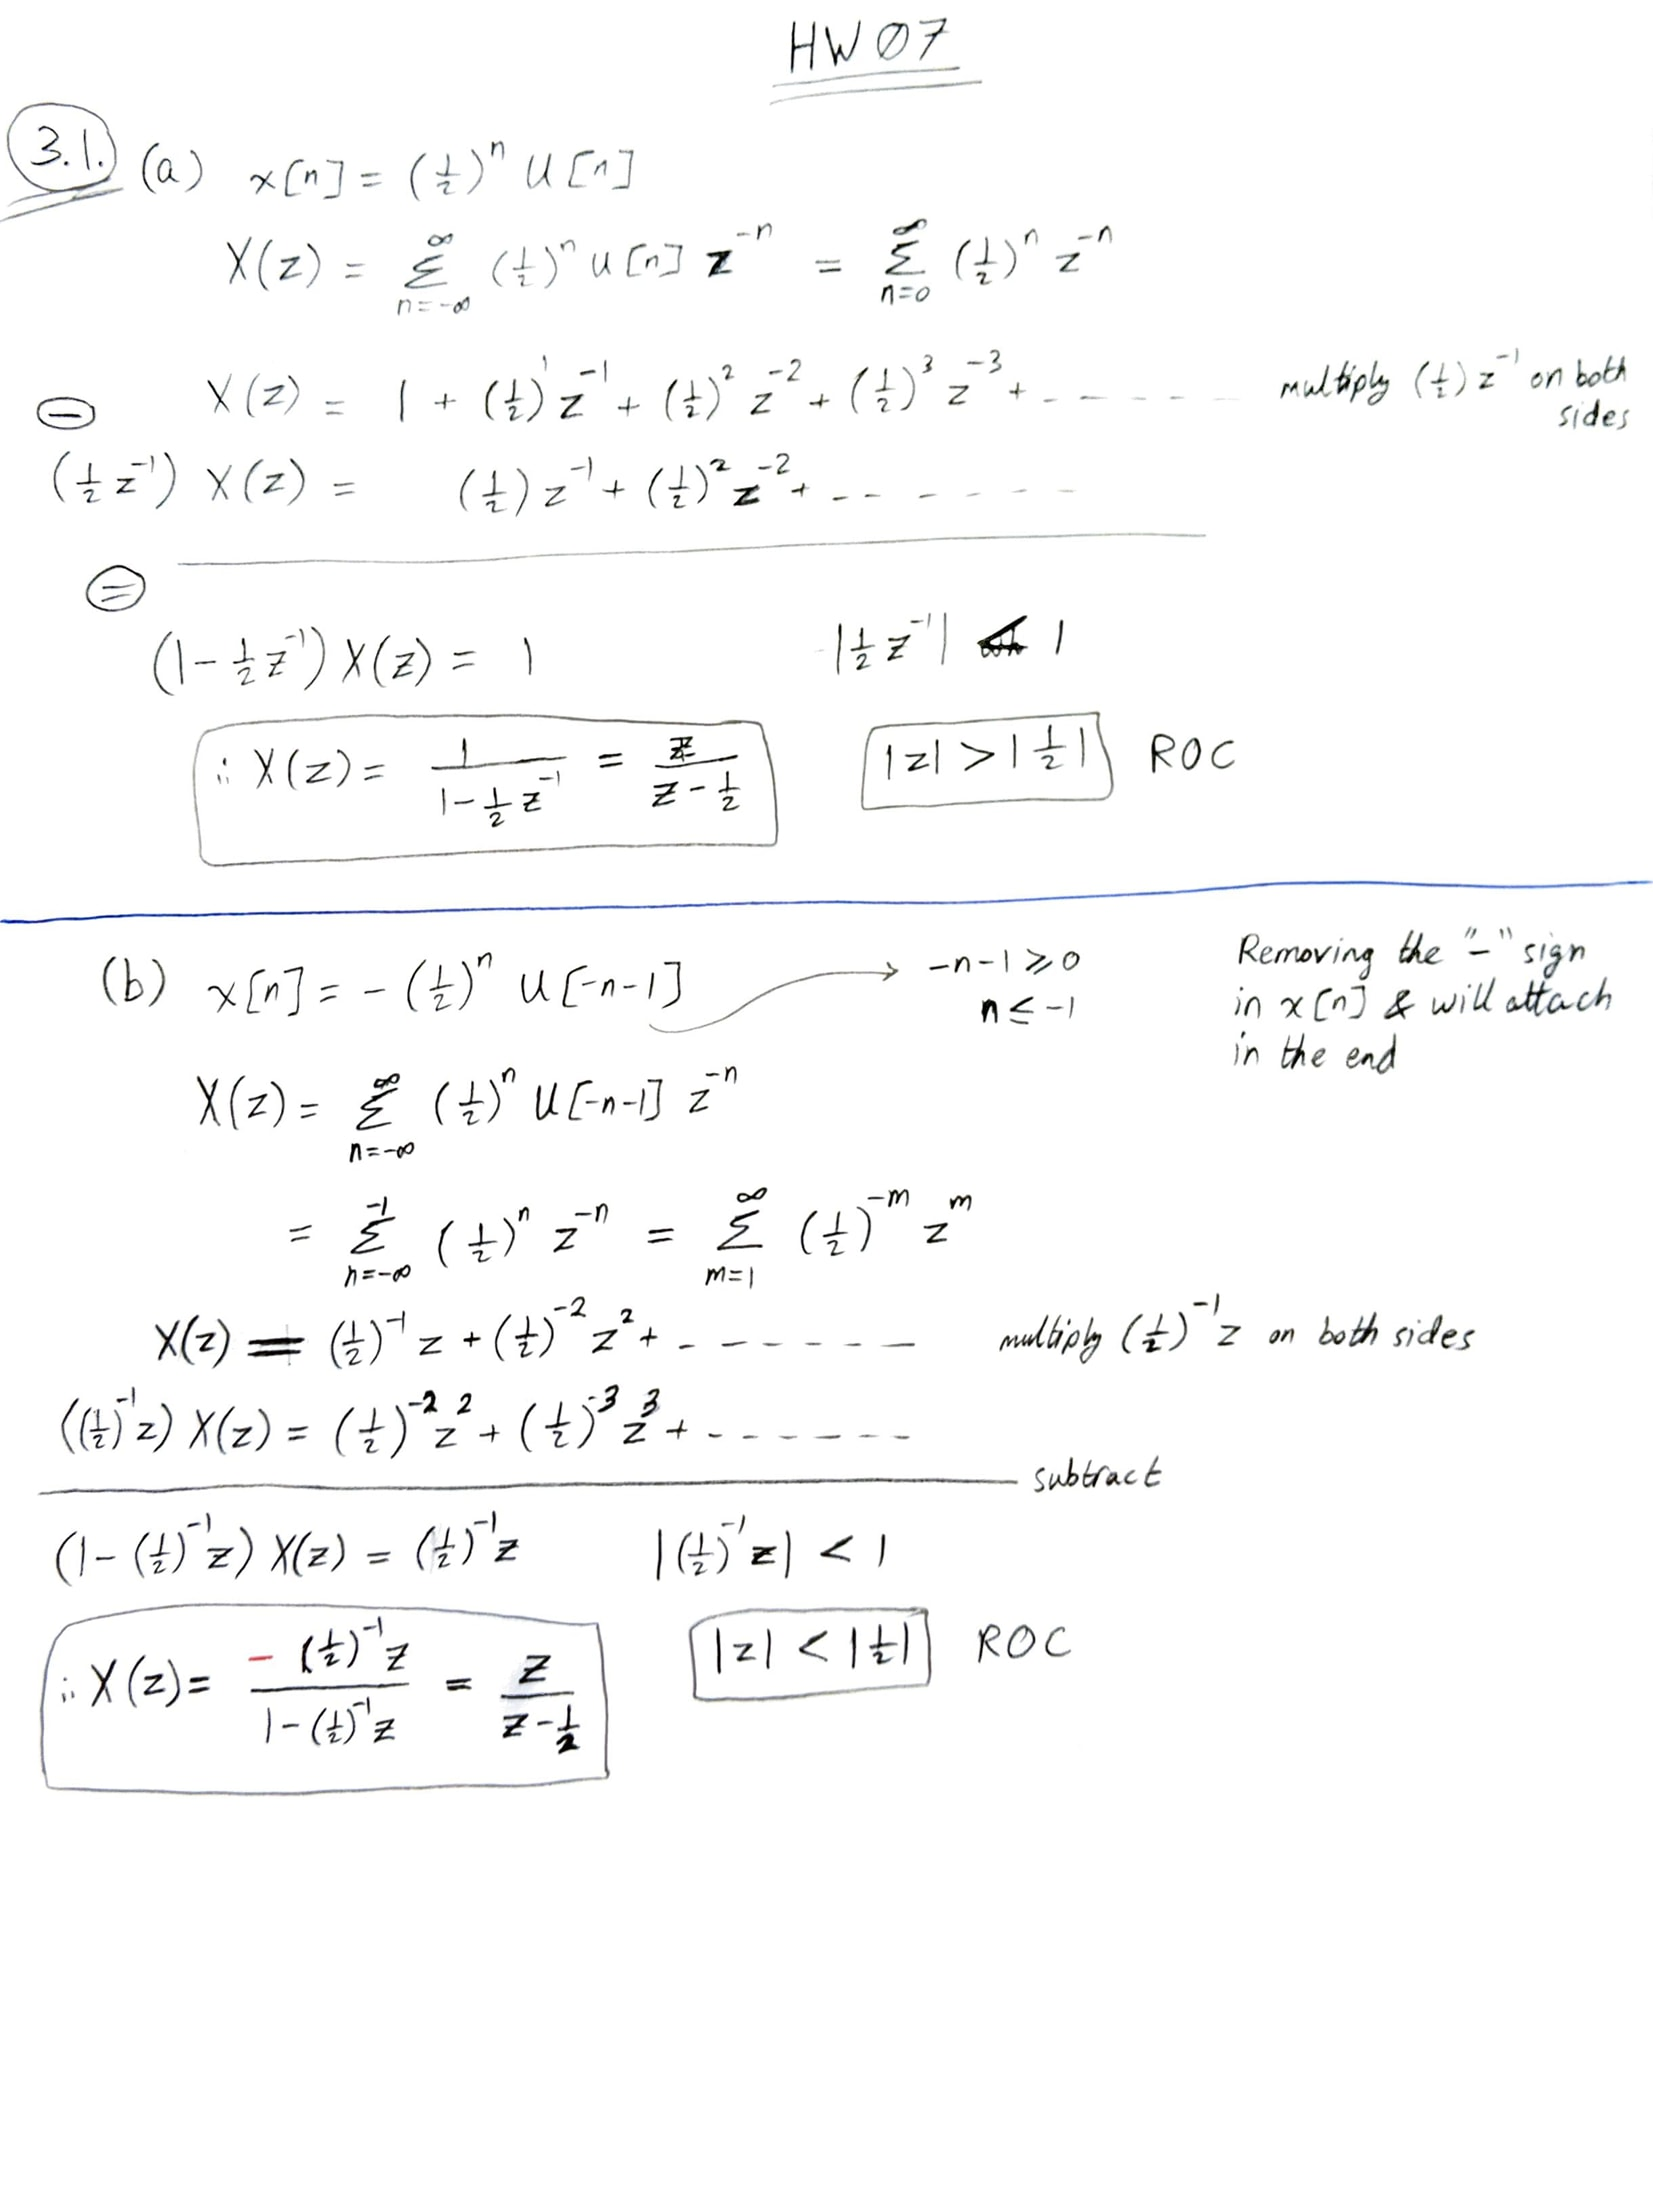 HW07
3.1. (a) x[n] = (1/2)^n u[n]
X(z) = Σ_{n=-∞}^{∞} (1/2)^n u[n] z^{-n} = Σ_{n=0}^{∞} (1/2)^n z^{-n}
⊖ X(z) = 1 + (1/2)^1 z^{-1} + (1/2)^2 z^{-2} + (1/2)^3 z^{-3} + - - - - - - multiply (1/2) z^{-1} on both sides
(1/2 z^{-1}) X(z) = (1/2) z^{-1} + (1/2)^2 z^{-2} + - - - - - -
⊜
(1 - 1/2 z^{-1}) X(z) = 1 |1/2 z^{-1}| < 1
∴ X(z) = 1/(1 - 1/2 z^{-1}) = z/(z - 1/2) |z| > |1/2| ROC
(b) x[n] = - (1/2)^n u[-n-1] → -n-1 ≥ 0
n ≤ -1
Removing the "-" sign
in x[n] & will attach
in the end
X(z) = Σ_{n=-∞}^{∞} (1/2)^n u[-n-1] z^{-n}
= Σ_{n=-∞}^{-1} (1/2)^n z^{-n} = Σ_{m=1}^{∞} (1/2)^{-m} z^m
X(z) = (1/2)^{-1} z + (1/2)^{-2} z^2 + - - - - - - multiply (1/2)^{-1} z on both sides
((1/2)^{-1} z) X(z) = (1/2)^{-2} z^2 + (1/2)^{-3} z^3 + - - - - - -
subtract
(1 - (1/2)^{-1} z) X(z) = (1/2)^{-1} z |(1/2)^{-1} z| < 1
∴ X(z) = - (1/2)^{-1} z/(1 - (1/2)^{-1} z) = z/(z - 1/2) |z| < |1/2| ROC